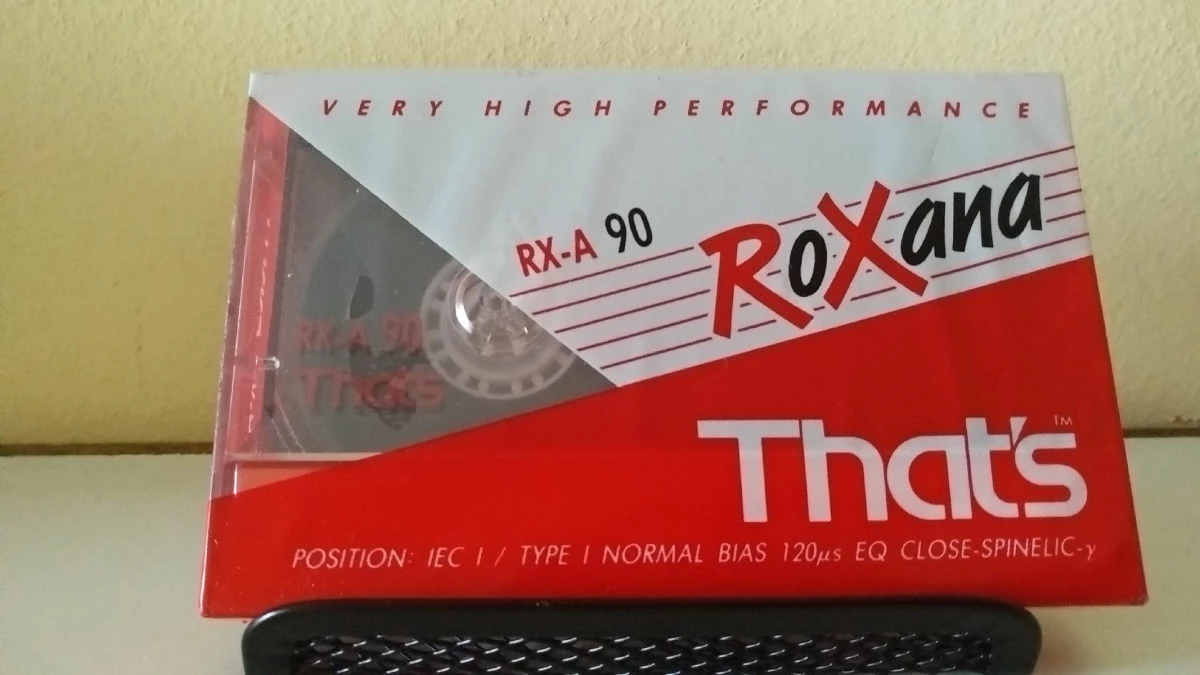 VERY HIGH PERFORMANCE
RX-A 90
RoXana
RX-A 90
That's
That's™
POSITION: IEC I / TYPE I NORMAL BIAS 120μs EQ CLOSE-SPINELIC-γ